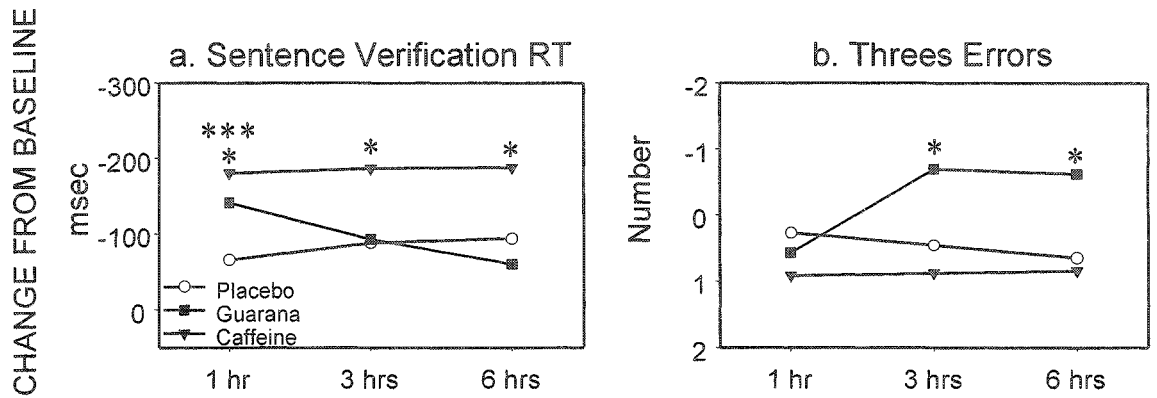 CHANGE FROM BASELINE
a. Sentence Verification RT
msec
-300
-200
-100
0
***
*
*
*
Placebo
Guarana
Caffeine
1 hr
3 hrs
6 hrs
b. Threes Errors
Number
-2
-1
0
1
2
*
*
1 hr
3 hrs
6 hrs